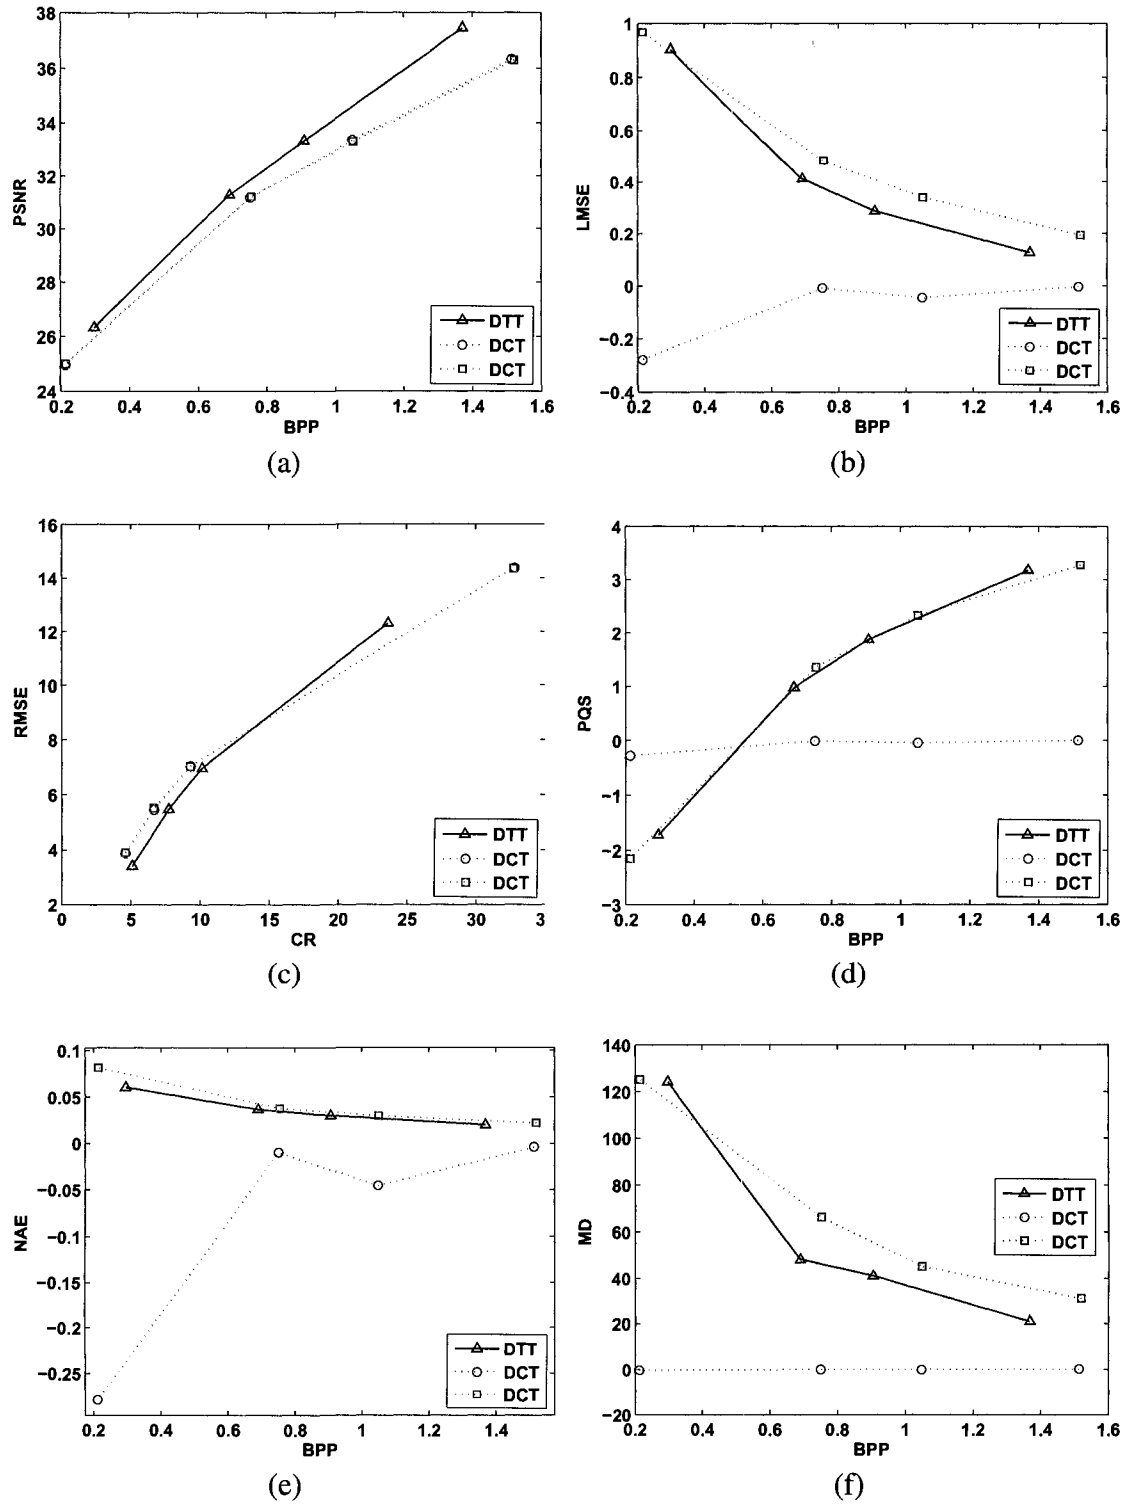 38
36
34
32
30
28
26
24
PSNR
0.2 0.4 0.6 0.8 1 1.2 1.4 1.6
BPP
DTT
DCT
DCT
(a)
1
0.8
0.6
0.4
0.2
0
−0.2
−0.4
LMSE
0.2 0.4 0.6 0.8 1 1.2 1.4 1.6
BPP
DTT
DCT
DCT
(b)
16
14
12
10
8
6
4
2
RMSE
0 5 10 15 20 25 30 3
CR
DTT
DCT
DCT
(c)
4
3
2
1
0
−1
−2
−3
PQS
0.2 0.4 0.6 0.8 1 1.2 1.4 1.6
BPP
DTT
DCT
DCT
(d)
0.1
0.05
0
−0.05
−0.1
−0.15
−0.2
−0.25
NAE
0.2 0.4 0.6 0.8 1 1.2 1.4
BPP
DTT
DCT
DCT
(e)
140
120
100
80
60
40
20
0
−20
MD
0.2 0.4 0.6 0.8 1 1.2 1.4 1.6
BPP
DTT
DCT
DCT
(f)